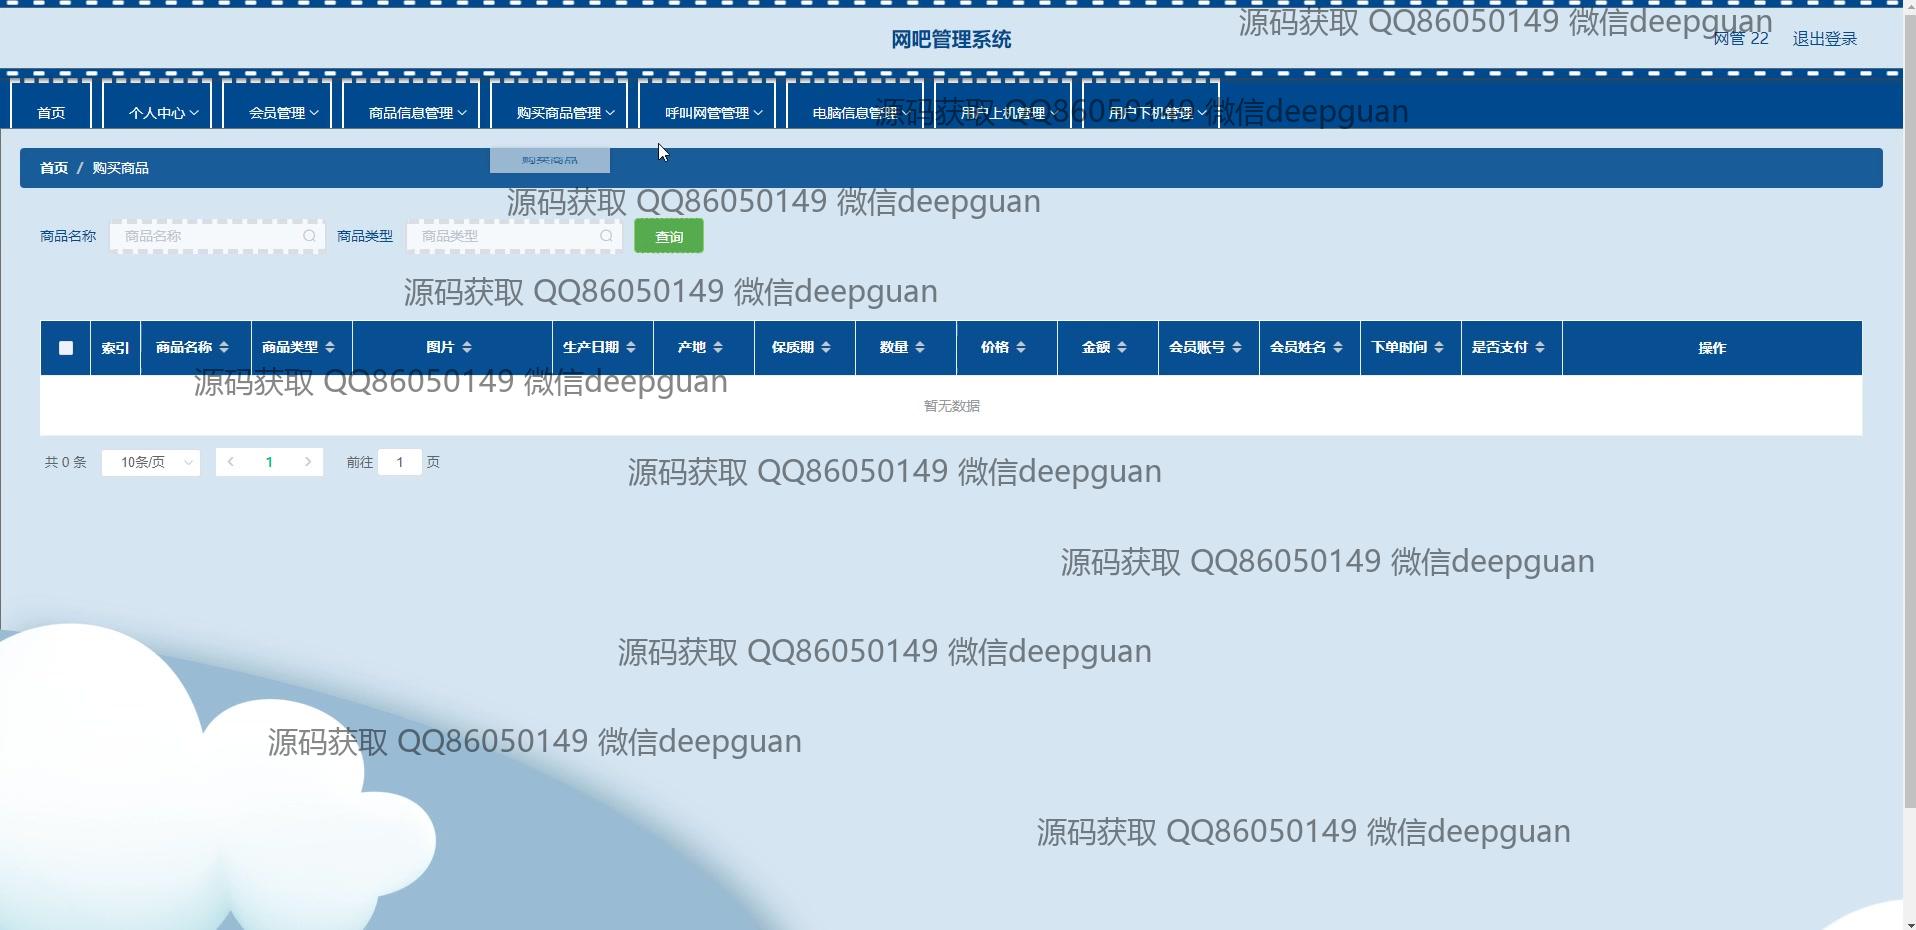 网吧管理系统
网管 22 退出登录
源码获取 QQ86050149 微信deepguan
首页 个人中心 会员管理 商品信息管理 购买商品管理 呼叫网管管理 电脑信息管理 用户上机管理 用户下机管理
源码获取 QQ86050149 微信deepguan
购买商品
首页 / 购买商品
源码获取 QQ86050149 微信deepguan
商品名称 商品名称 商品类型 商品类型 查询
源码获取 QQ86050149 微信deepguan
索引 商品名称 商品类型 图片 生产日期 产地 保质期 数量 价格 金额 会员账号 会员姓名 下单时间 是否支付 操作
源码获取 QQ86050149 微信deepguan
暂无数据
共 0 条 10条/页 1 前往 1 页
源码获取 QQ86050149 微信deepguan
源码获取 QQ86050149 微信deepguan
源码获取 QQ86050149 微信deepguan
源码获取 QQ86050149 微信deepguan
源码获取 QQ86050149 微信deepguan